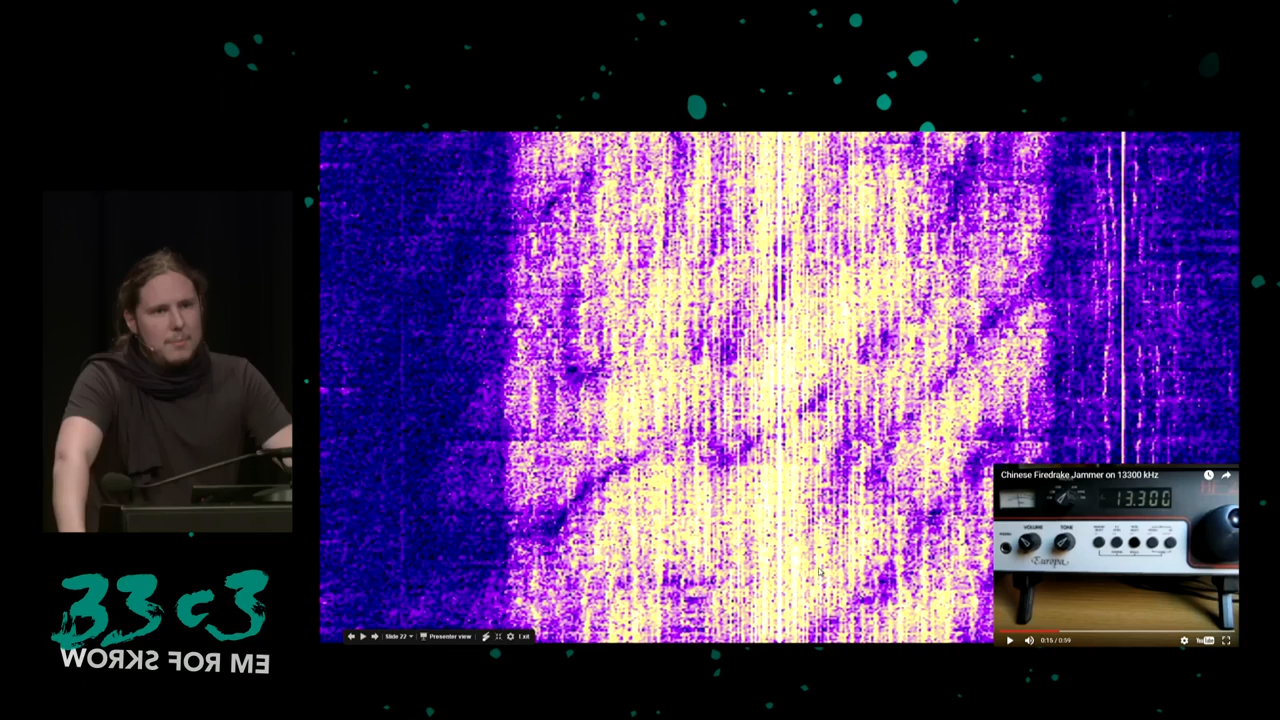 Chinese Firedrake Jammer on 13300 kHz
13.300
VOLUME TONE
Europa
Slide 22 Presenter view Exit
0:15 / 0:59 YouTube
33c3
WORKS FOR ME